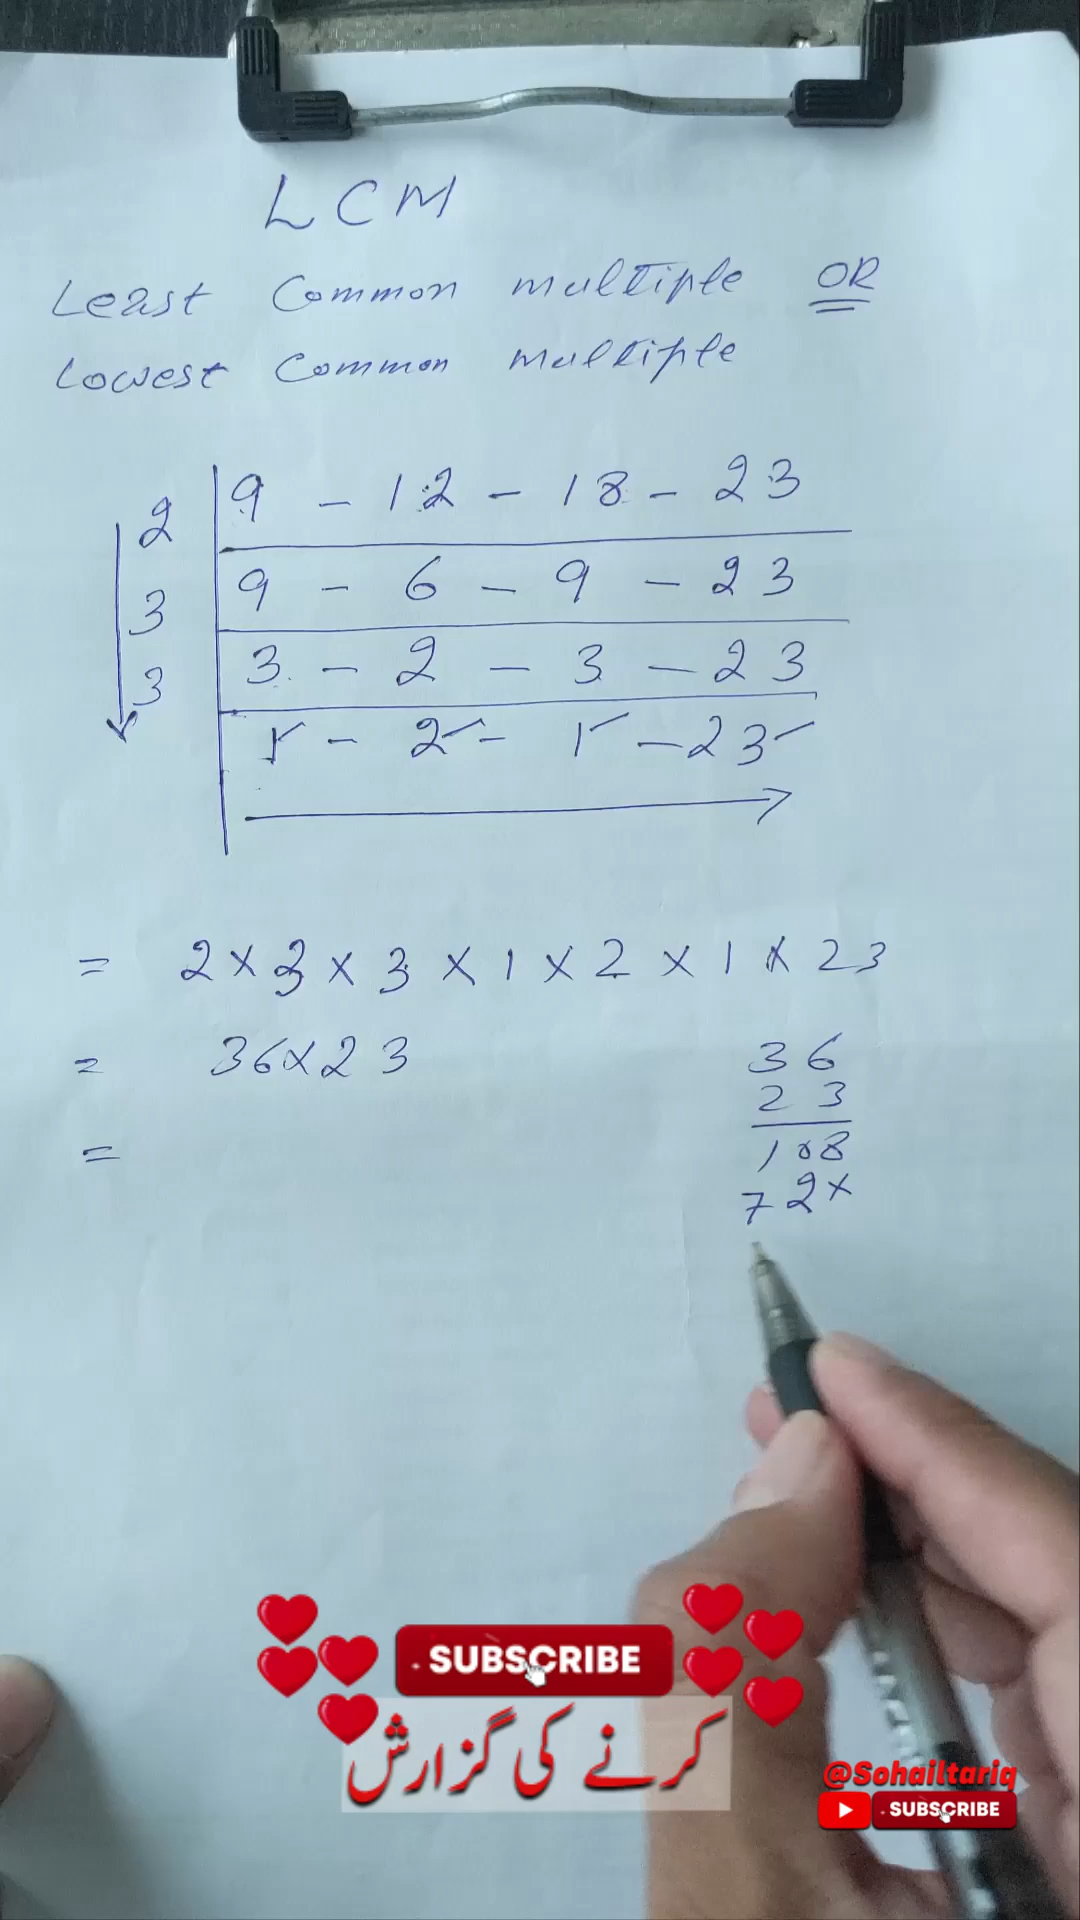 LCM
Least Common multiple OR
Lowest Common multiple
2 | 9 - 12 - 18 - 23
3 | 9 - 6 - 9 - 23
3 | 3 - 2 - 3 - 23
1 - 2 - 1 - 23
= 2 × 3 × 3 × 1 × 2 × 1 × 23
= 36×23
=
36
23
108
72×
SUBSCRIBE
کرنے کی گزارش
@Sohailtariq
SUBSCRIBE